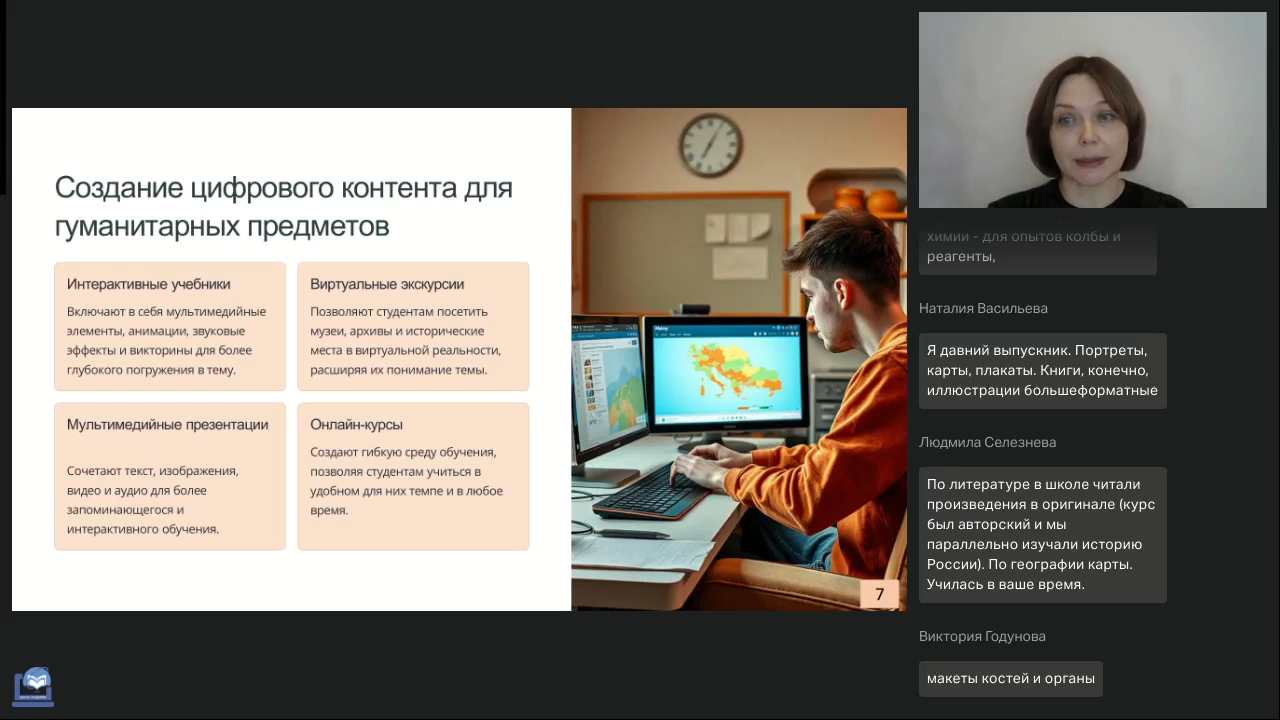 Создание цифрового контента для
гуманитарных предметов
Интерактивные учебники
Включают в себя мультимедийные
элементы, анимации, звуковые
эффекты и викторины для более
глубокого погружения в тему.
Виртуальные экскурсии
Позволяют студентам посетить
музеи, архивы и исторические
места в виртуальной реальности,
расширяя их понимание темы.
Мультимедийные презентации
Сочетают текст, изображения,
видео и аудио для более
запоминающегося и
интерактивного обучения.
Онлайн-курсы
Создают гибкую среду обучения,
позволяя студентам учиться в
удобном для них темпе и в любое
время.
7
химии - для опытов колбы и
реагенты,
Наталия Васильева
Я давний выпускник. Портреты,
карты, плакаты. Книги, конечно,
иллюстрации большеформатные
Людмила Селезнева
По литературе в школе читали
произведения в оригинале (курс
был авторский и мы
параллельно изучали историю
России). По географии карты.
Училась в ваше время.
Виктория Годунова
макеты костей и органы